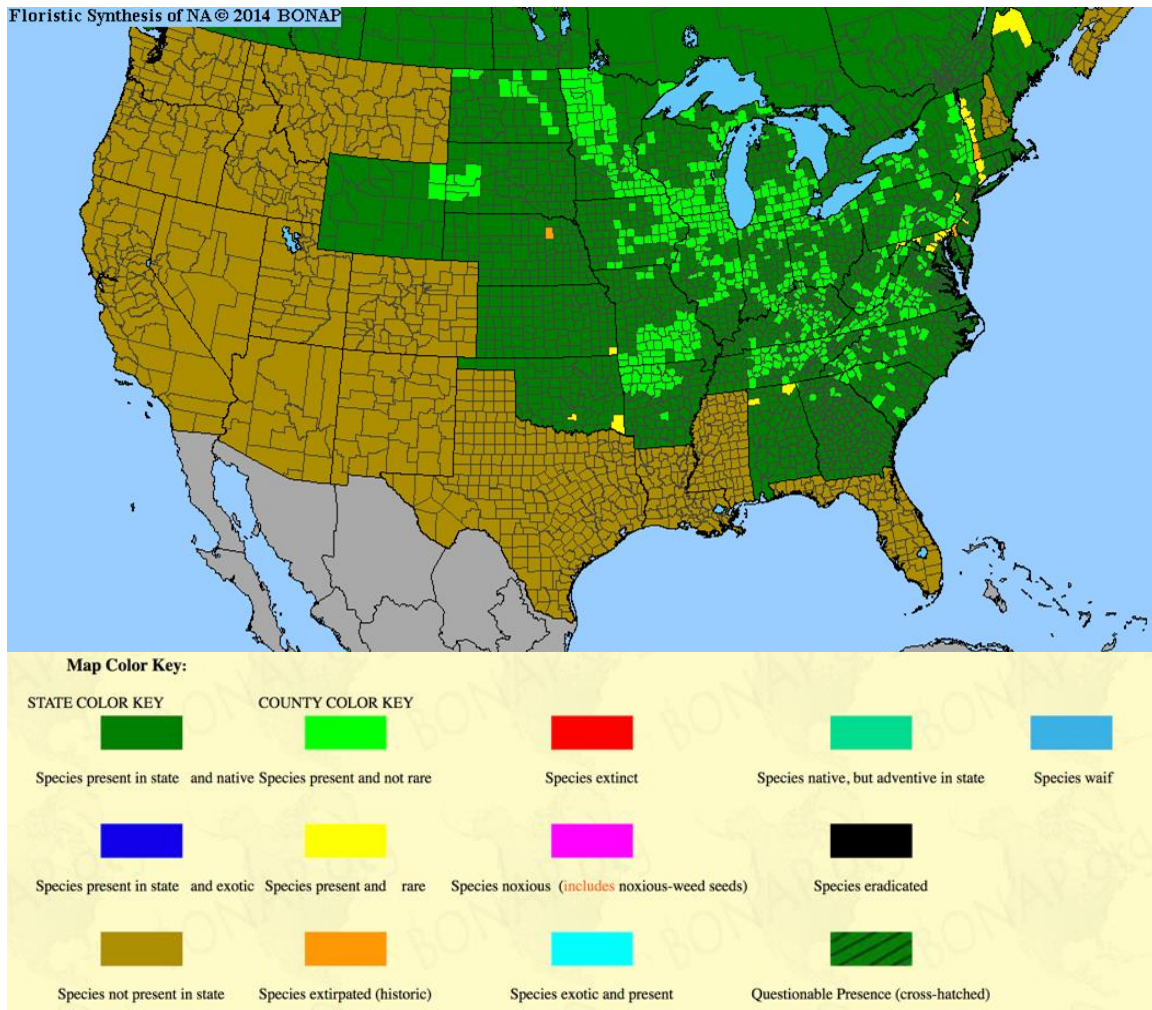 Floristic Synthesis of NA © 2014 BONAP
Map Color Key:
STATE COLOR KEY COUNTY COLOR KEY
Species present in state and native Species present and not rare Species extinct Species native, but adventive in state Species waif
Species present in state and exotic Species present and rare Species noxious (includes noxious-weed seeds) Species eradicated
Species not present in state Species extirpated (historic) Species exotic and present Questionable Presence (cross-hatched)